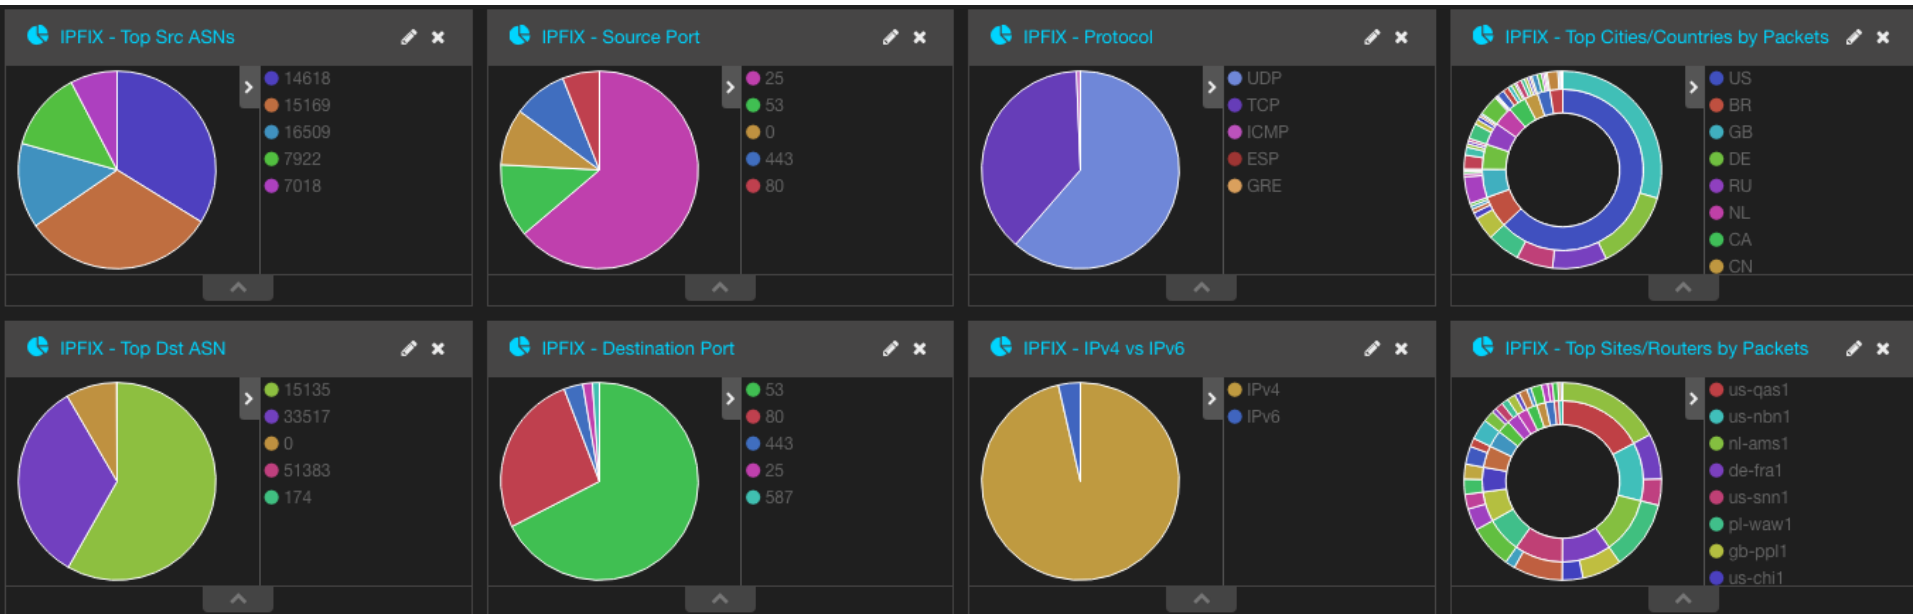 IPFIX - Top Src ASNs
14618
15169
16509
7922
7018
IPFIX - Source Port
25
53
0
443
80
IPFIX - Protocol
UDP
TCP
ICMP
ESP
GRE
IPFIX - Top Cities/Countries by Packets
US
BR
GB
DE
RU
NL
CA
CN
IPFIX - Top Dst ASN
15135
33517
0
51383
174
IPFIX - Destination Port
53
80
443
25
587
IPFIX - IPv4 vs IPv6
IPv4
IPv6
IPFIX - Top Sites/Routers by Packets
us-qas1
us-nbn1
nl-ams1
de-fra1
us-snn1
pl-waw1
gb-ppl1
us-chi1